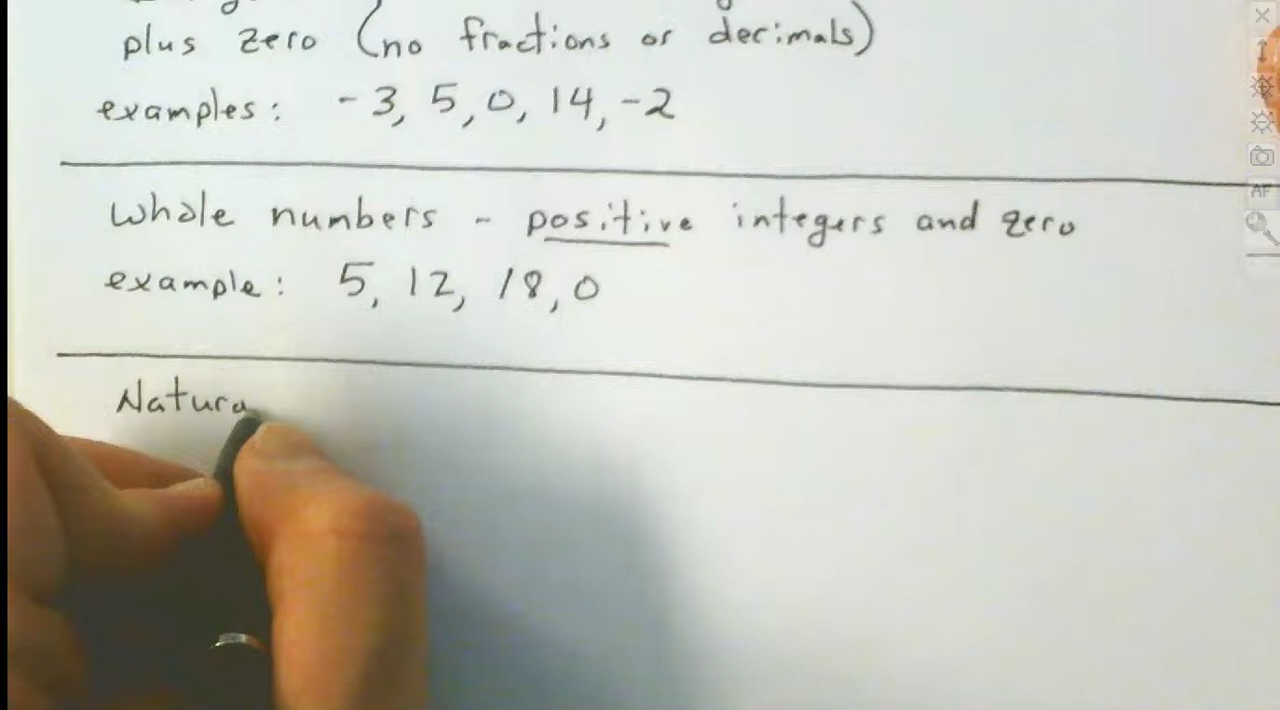 plus zero (no fractions or decimals)
examples: -3, 5, 0, 14, -2
Whole numbers - positive integers and zero
example: 5, 12, 18, 0
Natura
AF